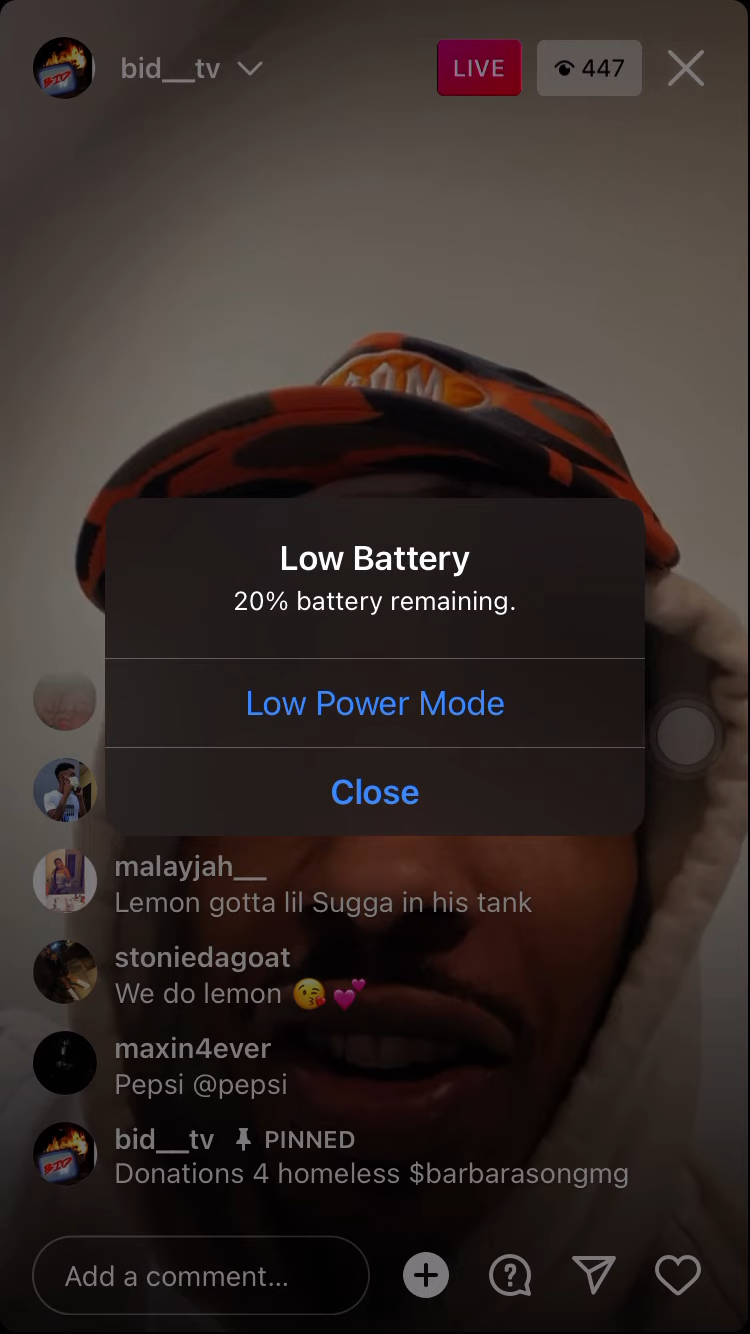 bid__tv
LIVE
447
Low Battery
20% battery remaining.
Low Power Mode
Close
malayjah__
Lemon gotta lil Sugga in his tank
stoniedagoat
We do lemon 😘💕
maxin4ever
Pepsi @pepsi
bid__tv PINNED
Donations 4 homeless $barbarasongmg
Add a comment...